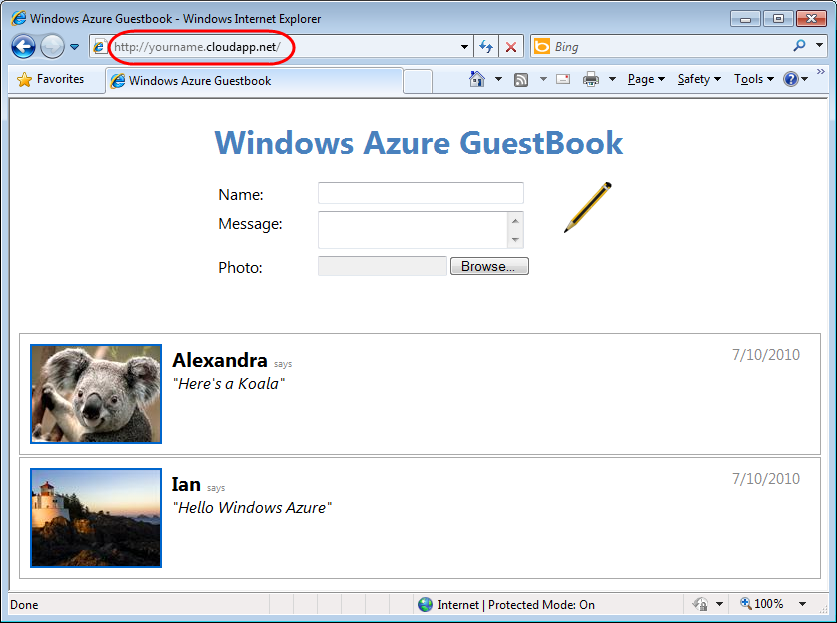 Windows Azure Guestbook - Windows Internet Explorer
http://yourname.cloudapp.net/
Bing
Favorites
Windows Azure Guestbook
Page
Safety
Tools
Windows Azure GuestBook
Name:
Message:
Photo:
Browse...
Alexandra says
7/10/2010
"Here's a Koala"
Ian says
7/10/2010
"Hello Windows Azure"
Done
Internet | Protected Mode: On
100%